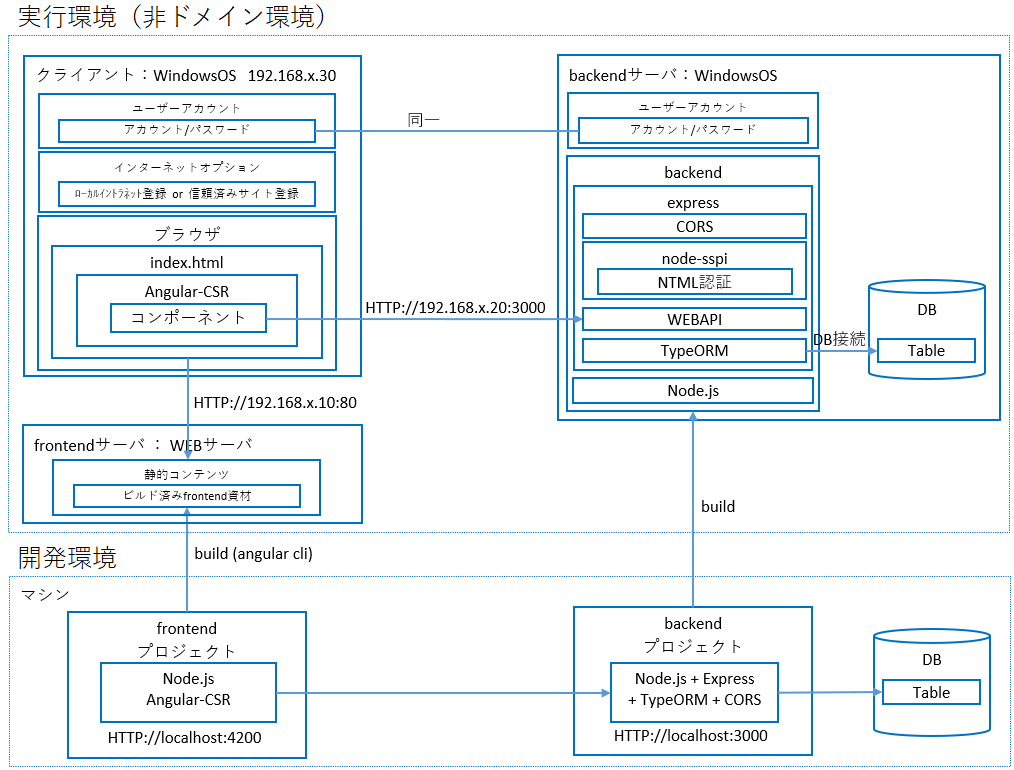 実行環境（非ドメイン環境）
クライアント：WindowsOS 192.168.x.30
ユーザーアカウント
アカウント/パスワード
同一
インターネットオプション
ﾛｰｶﾙｲﾝﾄﾗﾈｯﾄ登録 or 信頼済みサイト登録
ブラウザ
index.html
Angular-CSR
コンポーネント
HTTP://192.168.x.20:3000
HTTP://192.168.x.10:80
backendサーバ：WindowsOS
ユーザーアカウント
アカウント/パスワード
backend
express
CORS
node-sspi
NTML認証
WEBAPI
TypeORM
Node.js
DB接続
DB
Table
frontendサーバ ： WEBサーバ
静的コンテンツ
ビルド済みfrontend資材
build (angular cli)
build
開発環境
マシン
frontend
プロジェクト
Node.js
Angular-CSR
HTTP://localhost:4200
backend
プロジェクト
Node.js + Express
+ TypeORM + CORS
HTTP://localhost:3000
DB
Table